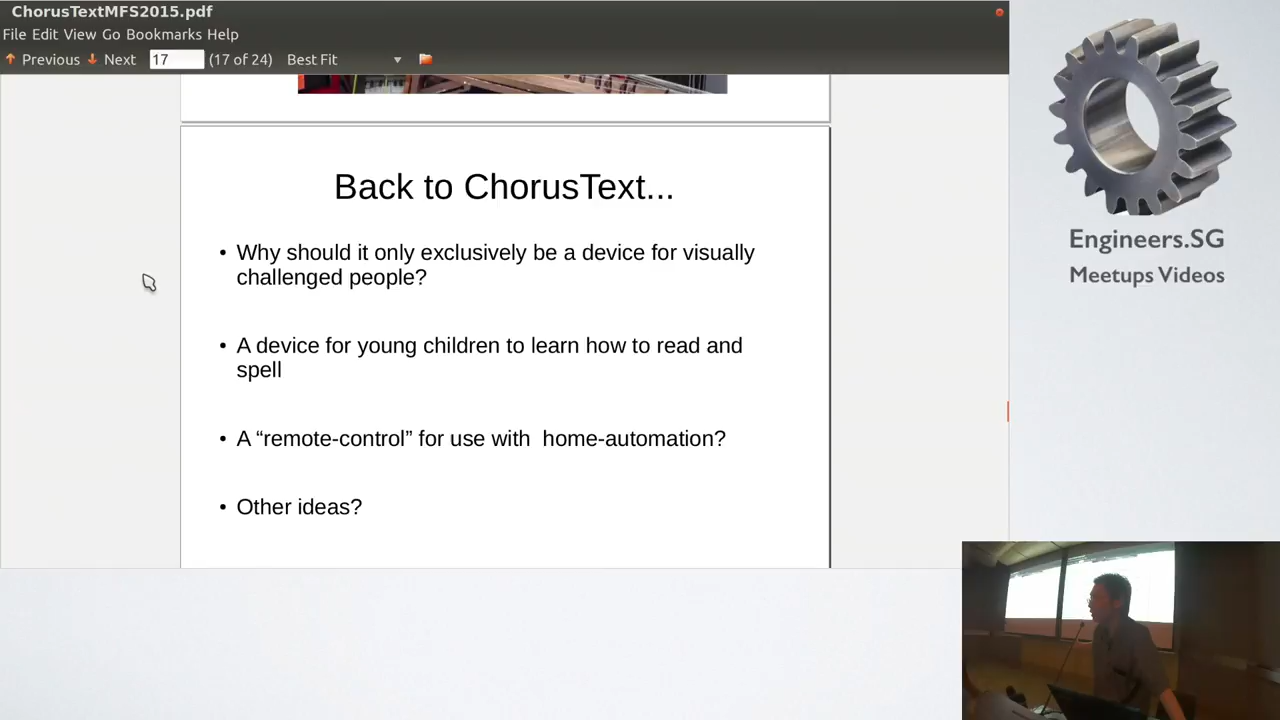 ChorusTextMFS2015.pdf
File Edit View Go Bookmarks Help
Previous Next 17 (17 of 24) Best Fit
Back to ChorusText...
• Why should it only exclusively be a device for visually
challenged people?
• A device for young children to learn how to read and
spell
• A “remote-control” for use with home-automation?
• Other ideas?
Engineers.SG
Meetups Videos